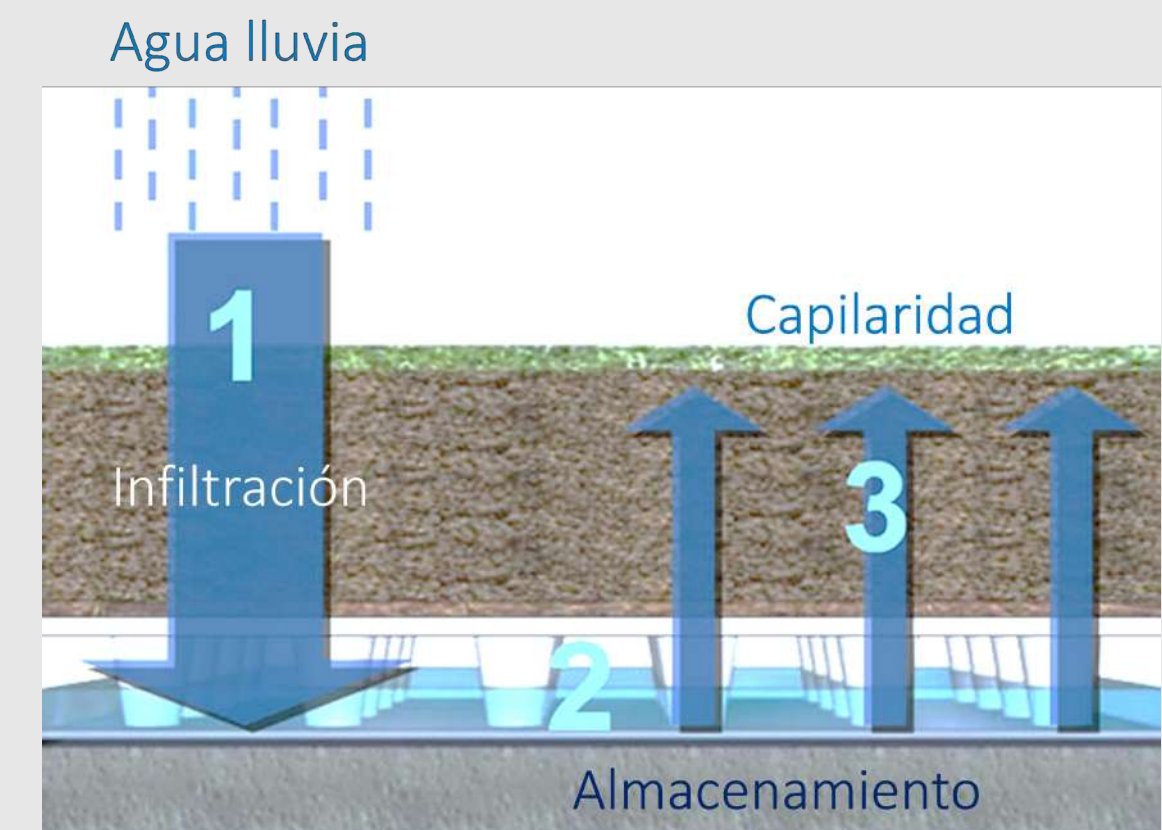 Agua lluvia
1
Capilaridad
Infiltración
3
2
Almacenamiento